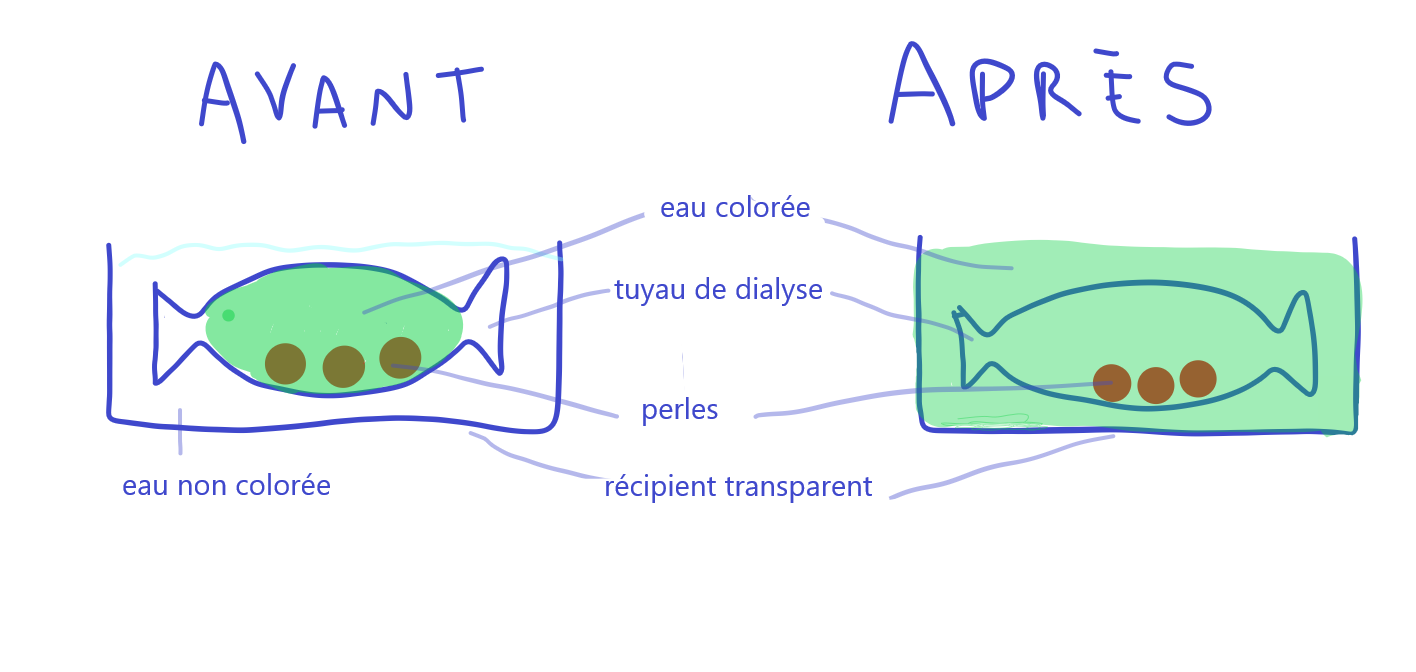 AVANT
APRÈS
eau colorée
tuyau de dialyse
perles
eau non colorée
récipient transparent